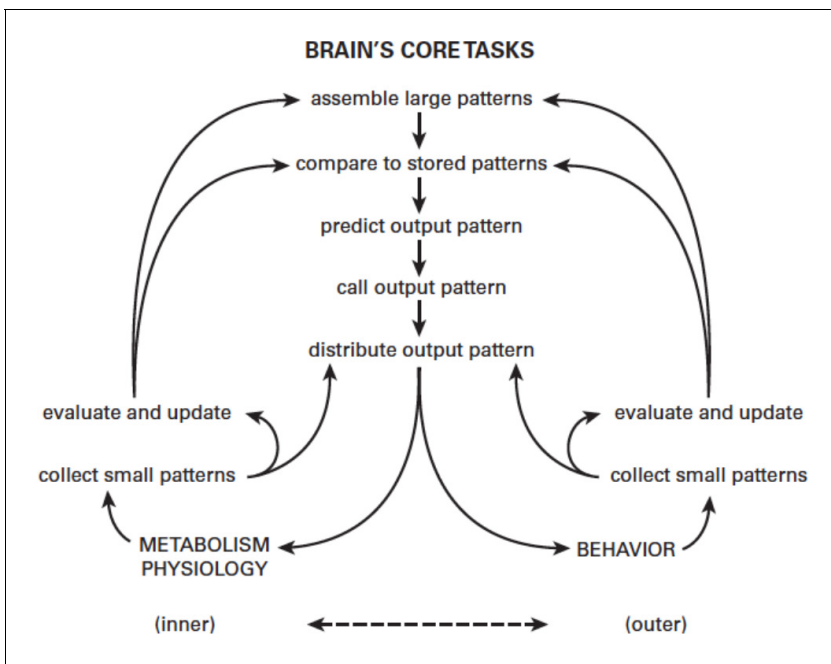 BRAIN'S CORE TASKS
assemble large patterns
compare to stored patterns
predict output pattern
call output pattern
distribute output pattern
evaluate and update
evaluate and update
collect small patterns
collect small patterns
METABOLISM
PHYSIOLOGY
BEHAVIOR
(inner)
(outer)